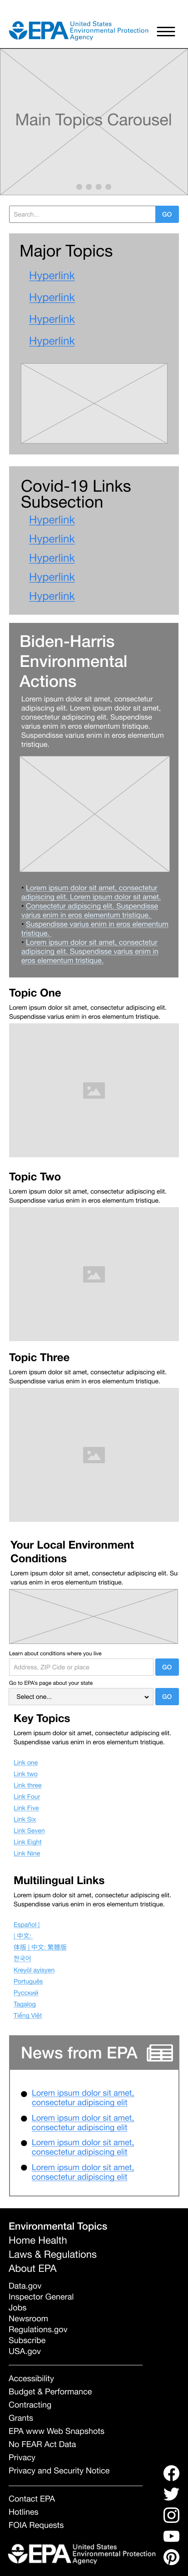 EPA United States
Environmental Protection
Agency
Main Topics Carousel
Search...
GO
Major Topics
Hyperlink
Hyperlink
Hyperlink
Hyperlink
Covid-19 Links
Subsection
Hyperlink
Hyperlink
Hyperlink
Hyperlink
Hyperlink
Biden-Harris
Environmental
Actions
Lorem ipsum dolor sit amet, consectetur
adipiscing elit. Lorem ipsum dolor sit amet,
consectetur adipiscing elit. Suspendisse
varius enim in eros elementum tristique.
Suspendisse varius enim in eros elementum
tristique.
• Lorem ipsum dolor sit amet, consectetur
adipiscing elit. Lorem ipsum dolor sit amet.
• Consectetur adipiscing elit. Suspendisse
varius enim in eros elementum tristique.
• Suspendisse varius enim in eros elementum
tristique.
• Lorem ipsum dolor sit amet, consectetur
adipiscing elit. Suspendisse varius enim in
eros elementum tristique.
Topic One
Lorem ipsum dolor sit amet, consectetur adipiscing elit.
Suspendisse varius enim in eros elementum tristique.
Topic Two
Lorem ipsum dolor sit amet, consectetur adipiscing elit.
Suspendisse varius enim in eros elementum tristique.
Topic Three
Lorem ipsum dolor sit amet, consectetur adipiscing elit.
Suspendisse varius enim in eros elementum tristique.
Your Local Environment
Conditions
Lorem ipsum dolor sit amet, consectetur adipiscing elit. Su
varius enim in eros elementum tristique.
Learn about conditions where you live
Address, ZIP Cide or place
GO
Go to EPA's page about your state
Select one...
GO
Key Topics
Lorem ipsum dolor sit amet, consectetur adipiscing elit.
Suspendisse varius enim in eros elementum tristique.
Link one
Link two
Link three
Link Four
Link Five
Link Six
Link Seven
Link Eight
Link Nine
Multilingual Links
Lorem ipsum dolor sit amet, consectetur adipiscing elit.
Suspendisse varius enim in eros elementum tristique.
Español |
| 中文:
体版 | 中文: 繁體版
한국어
Kreyòl ayisyen
Português
Русский
Tagalog
Tiếng Việt
News from EPA
Lorem ipsum dolor sit amet,
consectetur adipiscing elit
Lorem ipsum dolor sit amet,
consectetur adipiscing elit
Lorem ipsum dolor sit amet,
consectetur adipiscing elit
Lorem ipsum dolor sit amet,
consectetur adipiscing elit
Environmental Topics
Home Health
Laws & Regulations
About EPA
Data.gov
Inspector General
Jobs
Newsroom
Regulations.gov
Subscribe
USA.gov
Accessibility
Budget & Performance
Contracting
Grants
EPA www Web Snapshots
No FEAR Act Data
Privacy
Privacy and Security Notice
Contact EPA
Hotlines
FOIA Requests
EPA United States
Environmental Protection
Agency